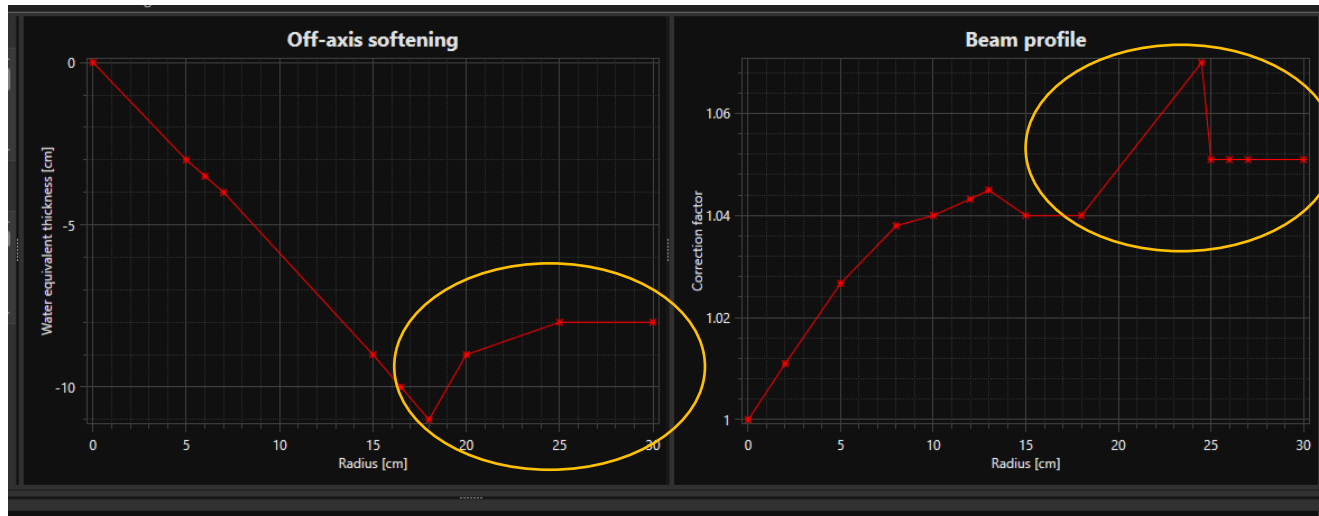 Off-axis softening
0
-5
-10
Water equivalent thickness [cm]
0 5 10 15 20 25 30
Radius [cm]
Beam profile
1.06
1.04
1.02
1
Correction factor
0 5 10 15 20 25 30
Radius [cm]